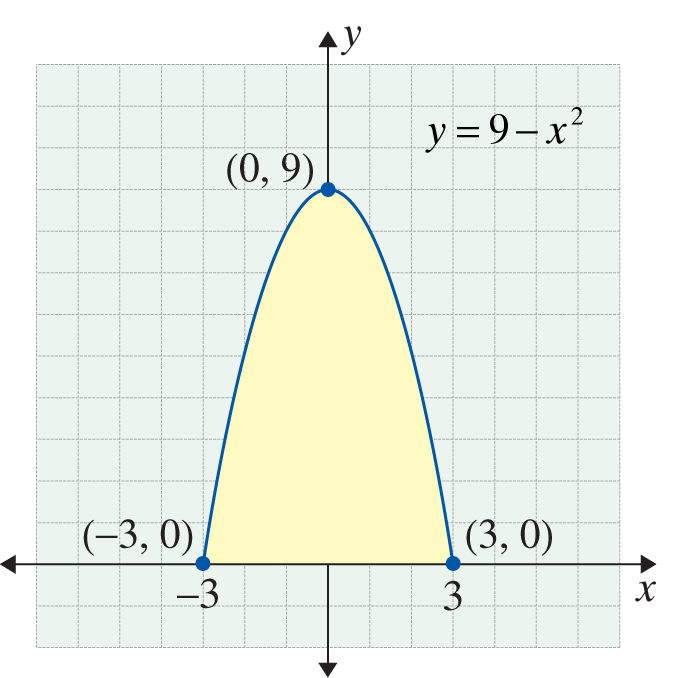 y
y = 9 – x²
(0, 9)
(–3, 0)
(3, 0)
–3
3
x